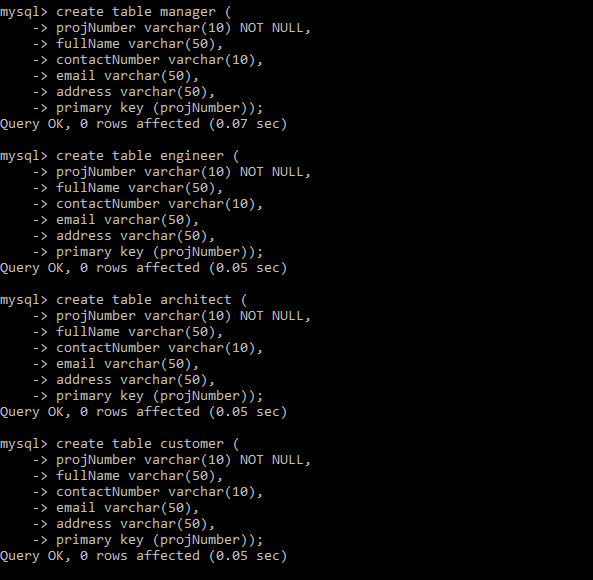 mysql> create table manager (
    -> projNumber varchar(10) NOT NULL,
    -> fullName varchar(50),
    -> contactNumber varchar(10),
    -> email varchar(50),
    -> address varchar(50),
    -> primary key (projNumber));
Query OK, 0 rows affected (0.07 sec)

mysql> create table engineer (
    -> projNumber varchar(10) NOT NULL,
    -> fullName varchar(50),
    -> contactNumber varchar(10),
    -> email varchar(50),
    -> address varchar(50),
    -> primary key (projNumber));
Query OK, 0 rows affected (0.05 sec)

mysql> create table architect (
    -> projNumber varchar(10) NOT NULL,
    -> fullName varchar(50),
    -> contactNumber varchar(10),
    -> email varchar(50),
    -> address varchar(50),
    -> primary key (projNumber));
Query OK, 0 rows affected (0.05 sec)

mysql> create table customer (
    -> projNumber varchar(10) NOT NULL,
    -> fullName varchar(50),
    -> contactNumber varchar(10),
    -> email varchar(50),
    -> address varchar(50),
    -> primary key (projNumber));
Query OK, 0 rows affected (0.05 sec)